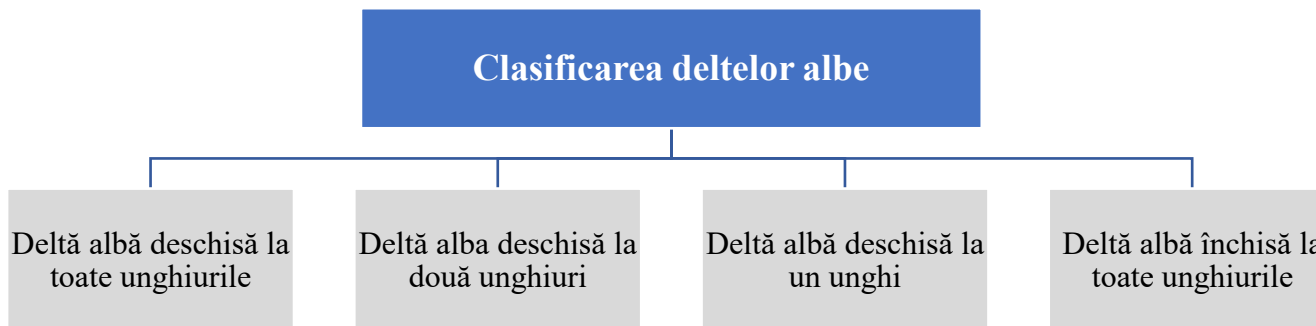 Clasificarea deltelor albe
Deltă albă deschisă la
toate unghiurile
Deltă alba deschisă la
două unghiuri
Deltă albă deschisă la
un unghi
Deltă albă închisă la
toate unghiurile